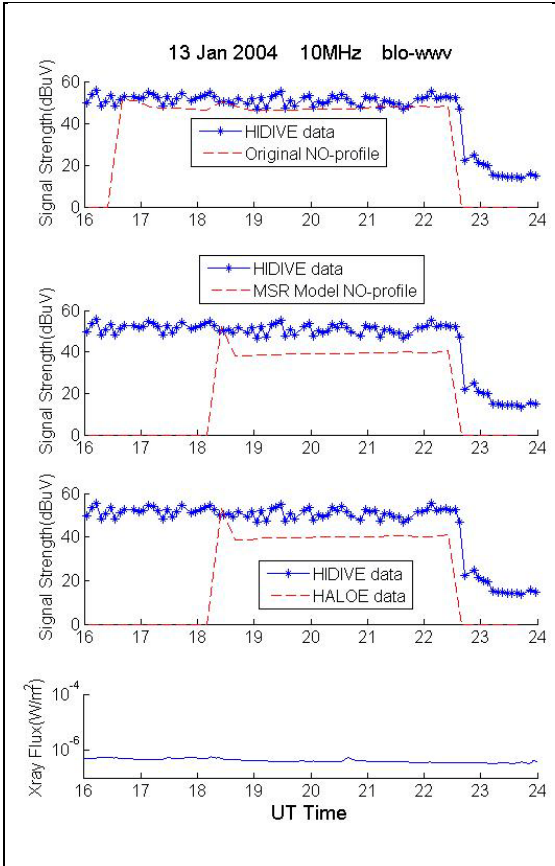 13 Jan 2004 10MHz blo-wwv
Signal Strength(dBuV)
60
40
20
0
HIDIVE data
Original NO-profile
16 17 18 19 20 21 22 23 24
HIDIVE data
MSR Model NO-profile
Signal Strength(dBuV)
60
40
20
0
16 17 18 19 20 21 22 23 24
Signal Strength(dBuV)
60
40
20
0
HIDIVE data
HALOE data
16 17 18 19 20 21 22 23 24
Xray Flux(W/m²)
10⁻⁴
10⁻⁶
16 17 18 19 20 21 22 23 24
UT Time